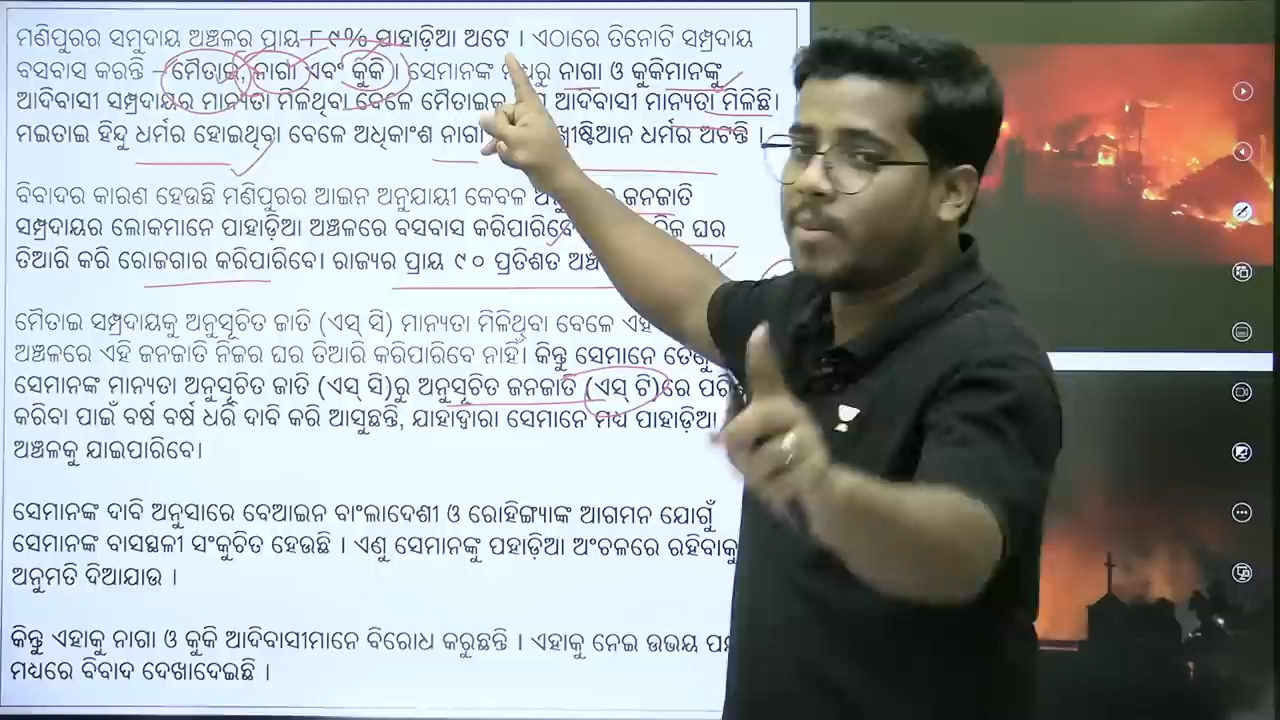 ମଣିପୁରର ସମୁଦାୟ ଅଞ୍ଚଳର ପ୍ରାୟ ୮୯% ପାହାଡ଼ିଆ ଅଟେ । ଏଠାରେ ତିନୋଟି ସମ୍ପ୍ରଦାୟ
ବସବାସ କରନ୍ତି – ମୈତାଇ, ନାଗା ଏବଂ କୁକି । ସେମାନଙ୍କ ନାଗା ଓ କୁକିମାନଙ୍କୁ
ଆଦିବାସୀ ସମ୍ପ୍ରଦାୟର ମାନ୍ୟତା ମିଳିଥିବା ବେଳେ ଆଦିବାସୀ ମାନ୍ୟତା ମିଳିଛି।
ମଇତାଇ ହିନ୍ଦୁ ଧର୍ମର ହୋଇଥିବା ବେଳେ ଅଧିକାଂଶ ନାଗା ଖ୍ରୀଷ୍ଟିଆନ ଧର୍ମର ଅଟନ୍ତି ।
ବିବାଦର କାରଣ ହେଉଛି ମଣିପୁରର ଆଇନ ଅନୁଯାୟୀ କେବଳ ଜନଜାତି
ସମ୍ପ୍ରଦାୟର ଲୋକମାନେ ପାହାଡ଼ିଆ ଅଞ୍ଚଳରେ ବସବାସ କରିପାରିବେ ନିଜ ଘର
ତିଆରି କରି ରୋଜଗାର କରିପାରିବେ। ରାଜ୍ୟର ପ୍ରାୟ ୯୦ ପ୍ରତିଶତ
ମୈତାଇ ସମ୍ପ୍ରଦାୟକୁ ଅନୁସୂଚିତ ଜାତି (ଏସ୍ ସି) ମାନ୍ୟତା ମିଳିଥିବା ବେଳେ
ଅଞ୍ଚଳରେ ଏହି ଜନଜାତି ନିଜର ଘର ତିଆରି କରିପାରିବେ ନାହିଁ। କିନ୍ତୁ ସେମାନେ
ସେମାନଙ୍କ ମାନ୍ୟତା ଅନୁସୂଚିତ ଜାତି (ଏସ୍ ସି)ରୁ ଅନୁସୂଚିତ ଜନଜାତି (ଏସ୍ ଟି)ରେ
କରିବା ପାଇଁ ବର୍ଷ ବର୍ଷ ଧରି ଦାବି କରି ଆସୁଛନ୍ତି, ଯାହାଦ୍ୱାରା ସେମାନେ ମଧ୍ୟ ପାହାଡ଼ିଆ
ଅଞ୍ଚଳକୁ ଯାଇପାରିବେ।
ସେମାନଙ୍କ ଦାବି ଅନୁସାରେ ବେଆଇନ ବାଂଲାଦେଶୀ ଓ ରୋହିଙ୍ଗ୍ୟାଙ୍କ ଆଗମନ ଯୋଗୁଁ
ସେମାନଙ୍କ ବାସସ୍ଥଳୀ ସଂକୁଚିତ ହେଉଛି । ଏଣୁ ସେମାନଙ୍କୁ ପହାଡ଼ିଆ ଅଂଚଳରେ ରହିବାକୁ
ଅନୁମତି ଦିଆଯାଉ ।
କିନ୍ତୁ ଏହାକୁ ନାଗା ଓ କୁକି ଆଦିବାସୀମାନେ ବିରୋଧ କରୁଛନ୍ତି । ଏହାକୁ ନେଇ ଉଭୟ
ମଧ୍ୟରେ ବିବାଦ ଦେଖାଦେଇଛି ।